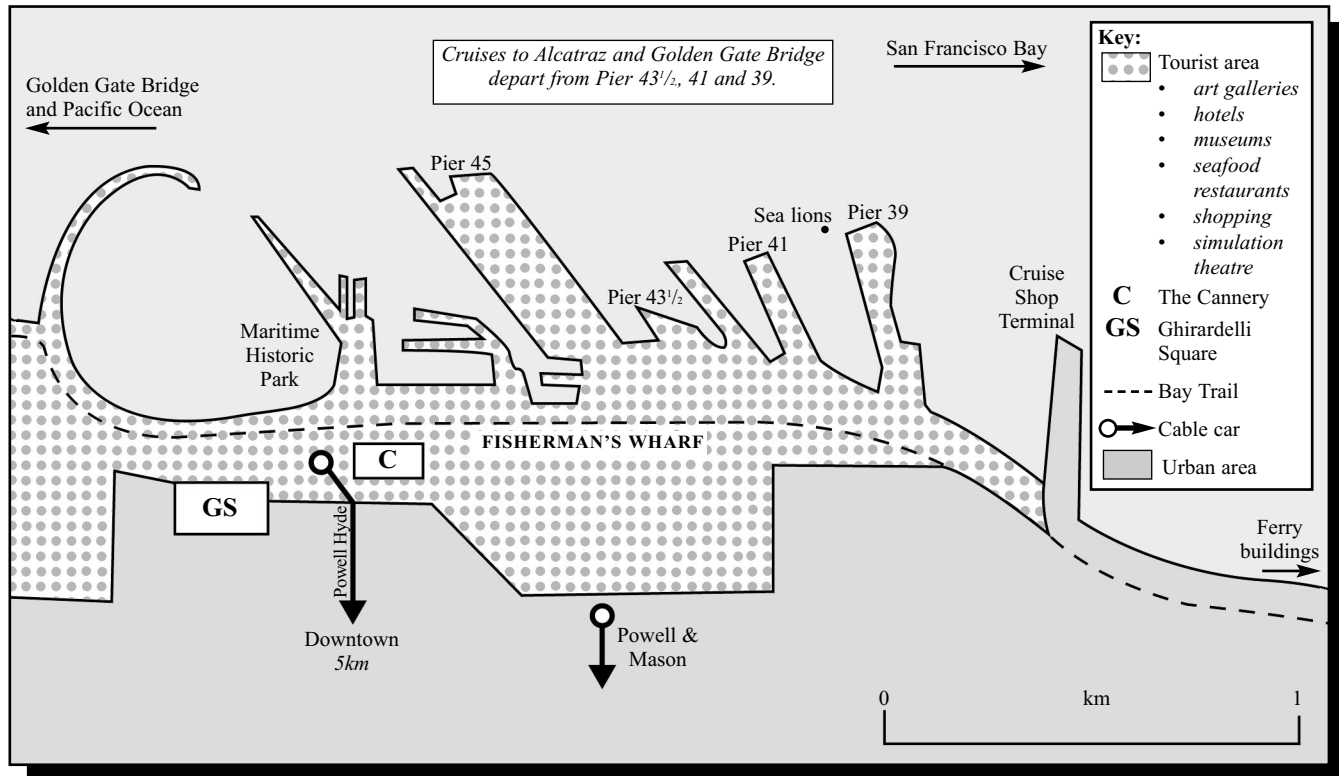 Cruises to Alcatraz and Golden Gate Bridge
depart from Pier 43¹/₂, 41 and 39.
San Francisco Bay
Golden Gate Bridge
and Pacific Ocean
Pier 45
Sea lions
Pier 39
Pier 41
Pier 43¹/₂
Maritime
Historic
Park
Cruise
Shop
Terminal
FISHERMAN'S WHARF
C
GS
Powell Hyde
Downtown
5km
Powell &
Mason
Ferry
buildings
0 km 1
Key:
Tourist area
• art galleries
• hotels
• museums
• seafood
restaurants
• shopping
• simulation
theatre
C The Cannery
GS Ghirardelli
Square
Bay Trail
Cable car
Urban area